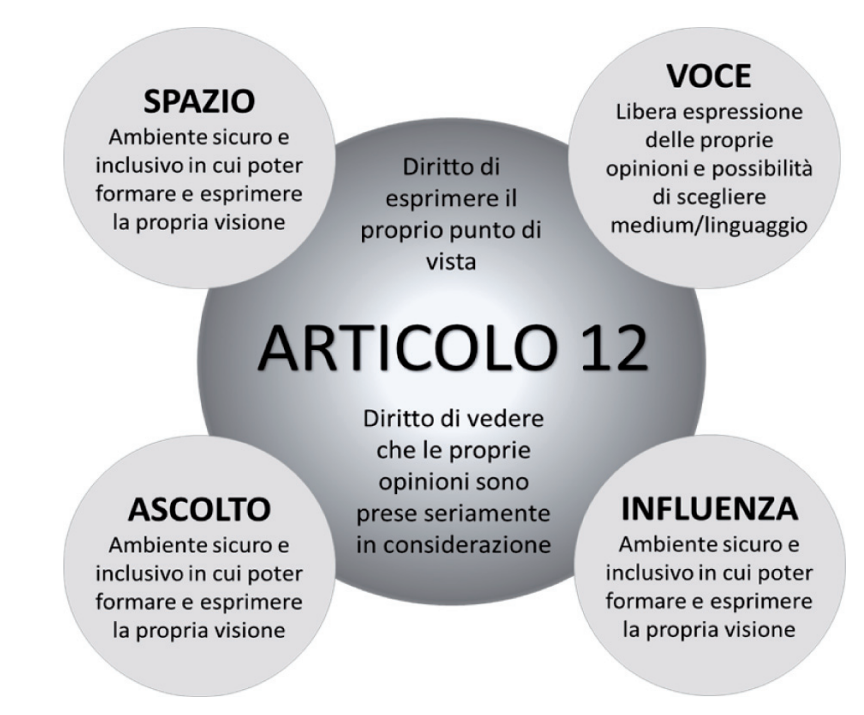 SPAZIO
Ambiente sicuro e
inclusivo in cui poter
formare e esprimere
la propria visione
VOCE
Libera espressione
delle proprie
opinioni e possibilità
di scegliere
medium/linguaggio
Diritto di
esprimere il
proprio punto di
vista
ARTICOLO 12
Diritto di vedere
che le proprie
opinioni sono
prese seriamente
in considerazione
ASCOLTO
Ambiente sicuro e
inclusivo in cui poter
formare e esprimere
la propria visione
INFLUENZA
Ambiente sicuro e
inclusivo in cui poter
formare e esprimere
la propria visione